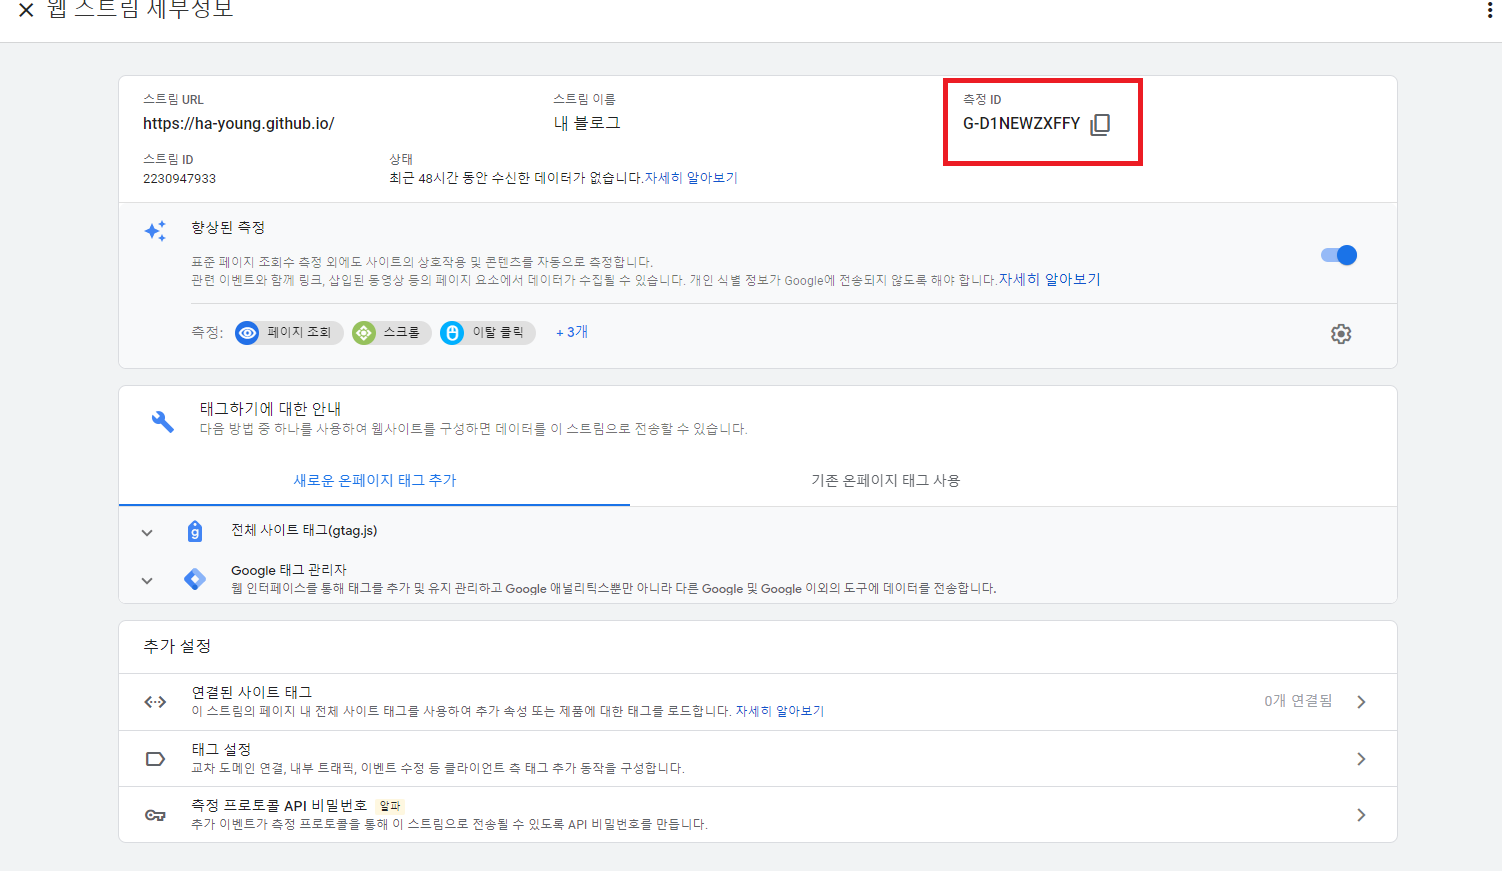 웹 스트림 세부정보
스트림 URL
https://ha-young.github.io/
스트림 이름
내 블로그
측정 ID
G-D1NEWZXFFY
스트림 ID
2230947933
상태
최근 48시간 동안 수신한 데이터가 없습니다.자세히 알아보기
향상된 측정
표준 페이지 조회수 측정 외에도 사이트의 상호작용 및 콘텐츠를 자동으로 측정합니다.
관련 이벤트와 함께 링크, 삽입된 동영상 등의 페이지 요소에서 데이터가 수집될 수 있습니다. 개인 식별 정보가 Google에 전송되지 않도록 해야 합니다.자세히 알아보기
측정: 페이지 조회 스크롤 이탈 클릭 + 3개
태그하기에 대한 안내
다음 방법 중 하나를 사용하여 웹사이트를 구성하면 데이터를 이 스트림으로 전송할 수 있습니다.
새로운 온페이지 태그 추가
기존 온페이지 태그 사용
전체 사이트 태그(gtag.js)
Google 태그 관리자
웹 인터페이스를 통해 태그를 추가 및 유지 관리하고 Google 애널리틱스뿐만 아니라 다른 Google 및 Google 이외의 도구에 데이터를 전송합니다.
추가 설정
연결된 사이트 태그
이 스트림의 페이지 내 전체 사이트 태그를 사용하여 추가 속성 또는 제품에 대한 태그를 로드합니다. 자세히 알아보기
0개 연결됨
태그 설정
교차 도메인 연결, 내부 트래픽, 이벤트 수정 등 클라이언트 측 태그 추가 동작을 구성합니다.
측정 프로토콜 API 비밀번호 알파
추가 이벤트가 측정 프로토콜을 통해 이 스트림으로 전송될 수 있도록 API 비밀번호를 만듭니다.